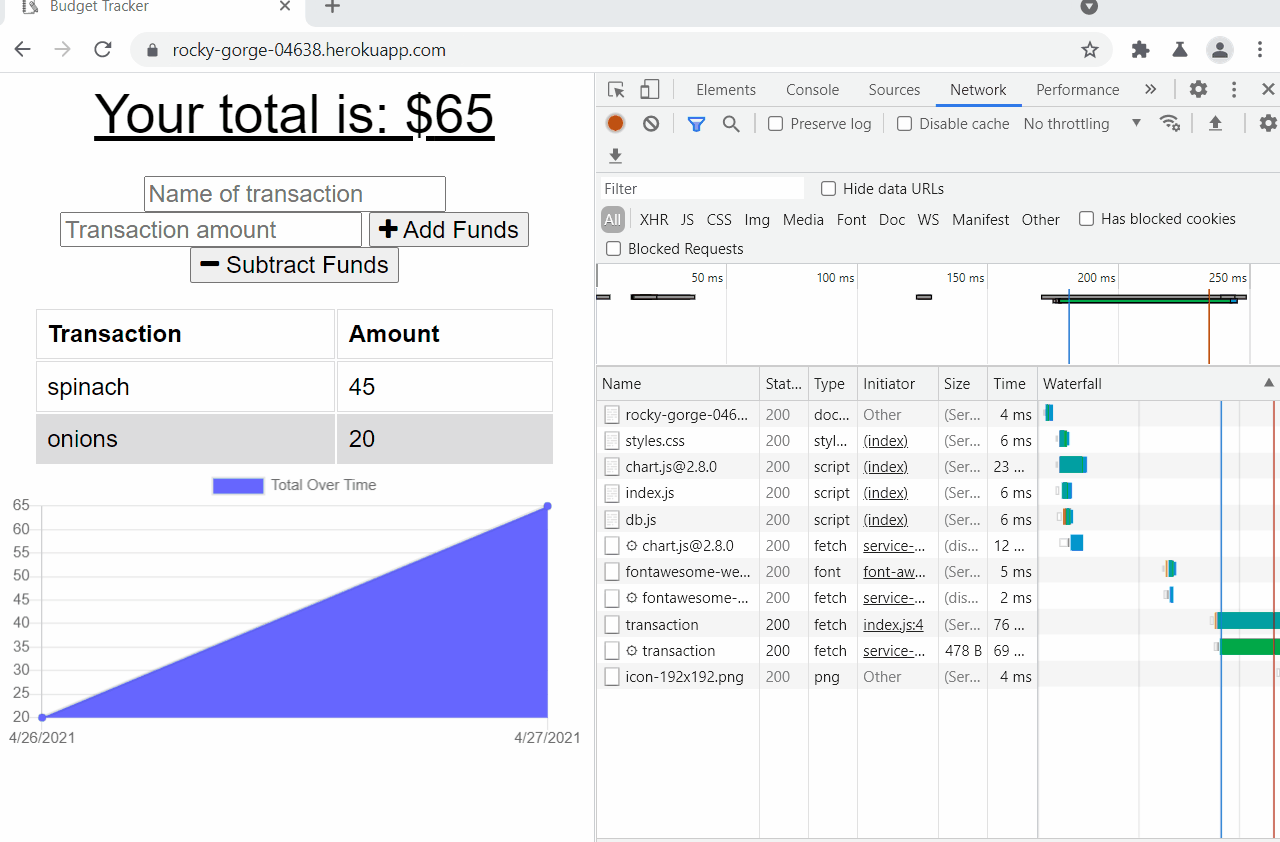 Budget Tracker
rocky-gorge-04638.herokuapp.com
Your total is: $65
Name of transaction
Transaction amount
Add Funds
Subtract Funds
Transaction Amount
spinach 45
onions 20
Total Over Time
65
60
55
50
45
40
35
30
25
20
4/26/2021 4/27/2021
Elements Console Sources Network Performance »
Preserve log Disable cache No throttling
Filter Hide data URLs
All XHR JS CSS Img Media Font Doc WS Manifest Other Has blocked cookies
Blocked Requests
50 ms 100 ms 150 ms 200 ms 250 ms
Name Stat... Type Initiator Size Time Waterfall
rocky-gorge-046... 200 doc... Other (Ser... 4 ms
styles.css 200 styl... (index) (Ser... 6 ms
chart.js@2.8.0 200 script (index) (Ser... 23 ...
index.js 200 script (index) (Ser... 6 ms
db.js 200 script (index) (Ser... 6 ms
chart.js@2.8.0 200 fetch service-... (dis... 12 ...
fontawesome-we... 200 font font-aw... (Ser... 5 ms
fontawesome-... 200 fetch service-... (dis... 2 ms
transaction 200 fetch index.js:4 (Ser... 76 ...
transaction 200 fetch service-... 478 B 69 ...
icon-192x192.png 200 png Other (Ser... 4 ms